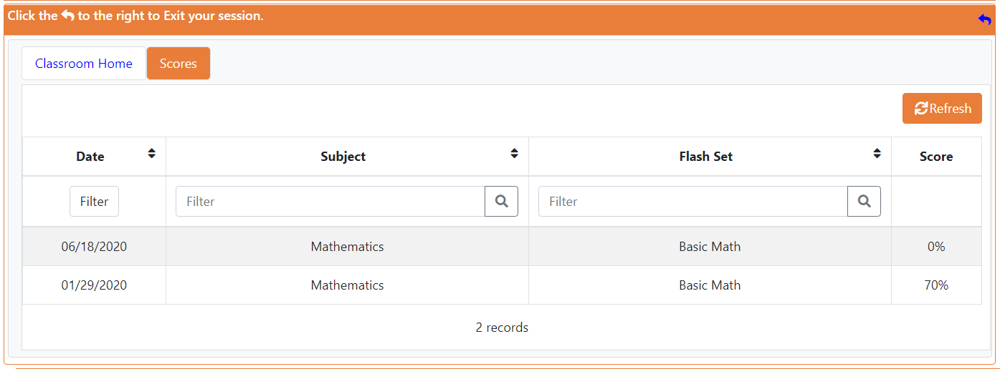 Click the to the right to Exit your session.
Classroom Home Scores
Refresh
Date Subject Flash Set Score
Filter Filter Filter
06/18/2020 Mathematics Basic Math 0%
01/29/2020 Mathematics Basic Math 70%
2 records